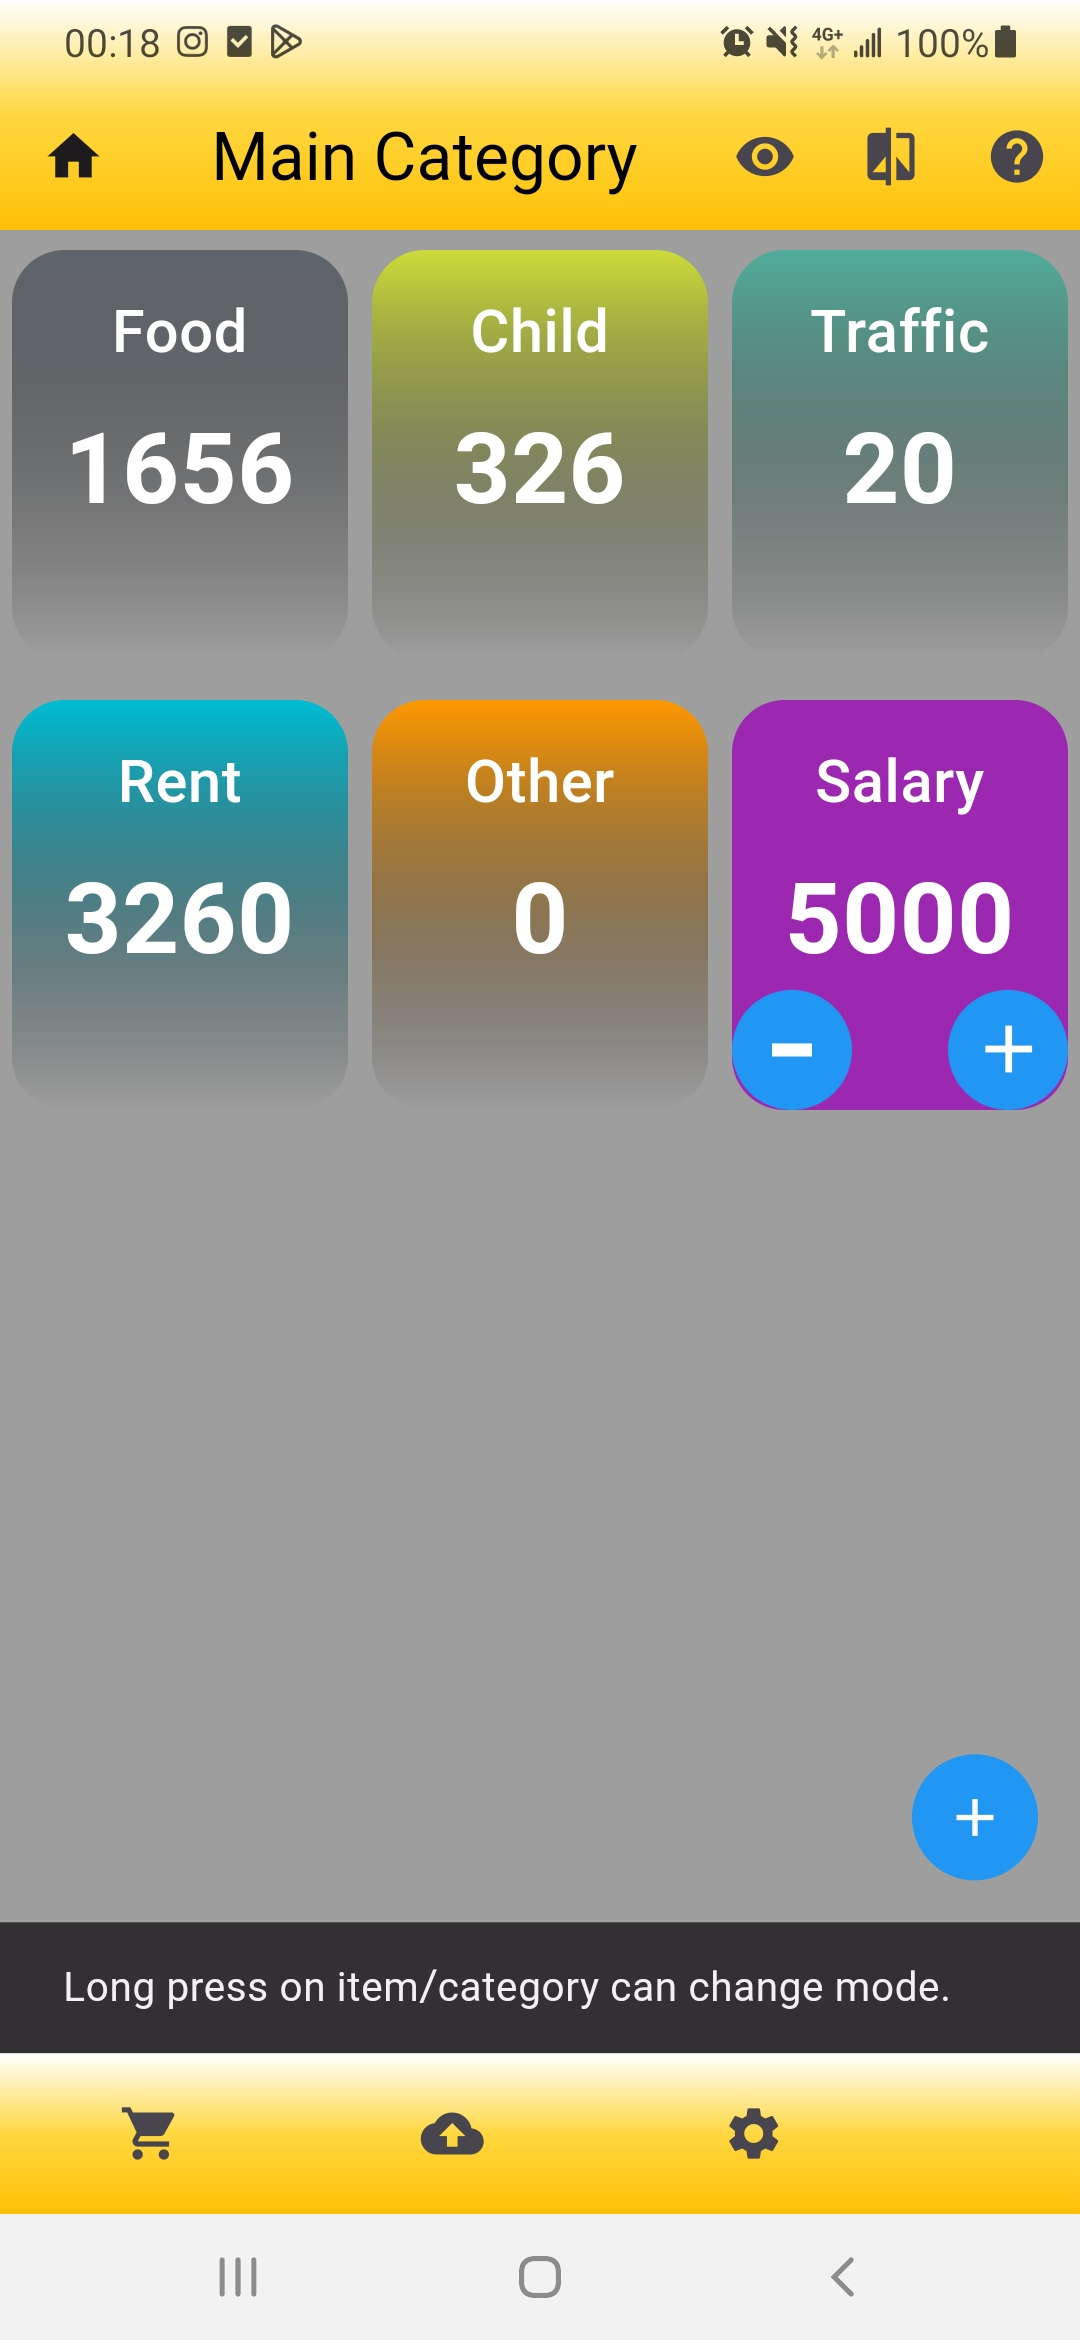 00:18 4G+ 100%
Main Category
Food Child Traffic
1656 326 20
Rent Other Salary
3260 0 5000
Long press on item/category can change mode.